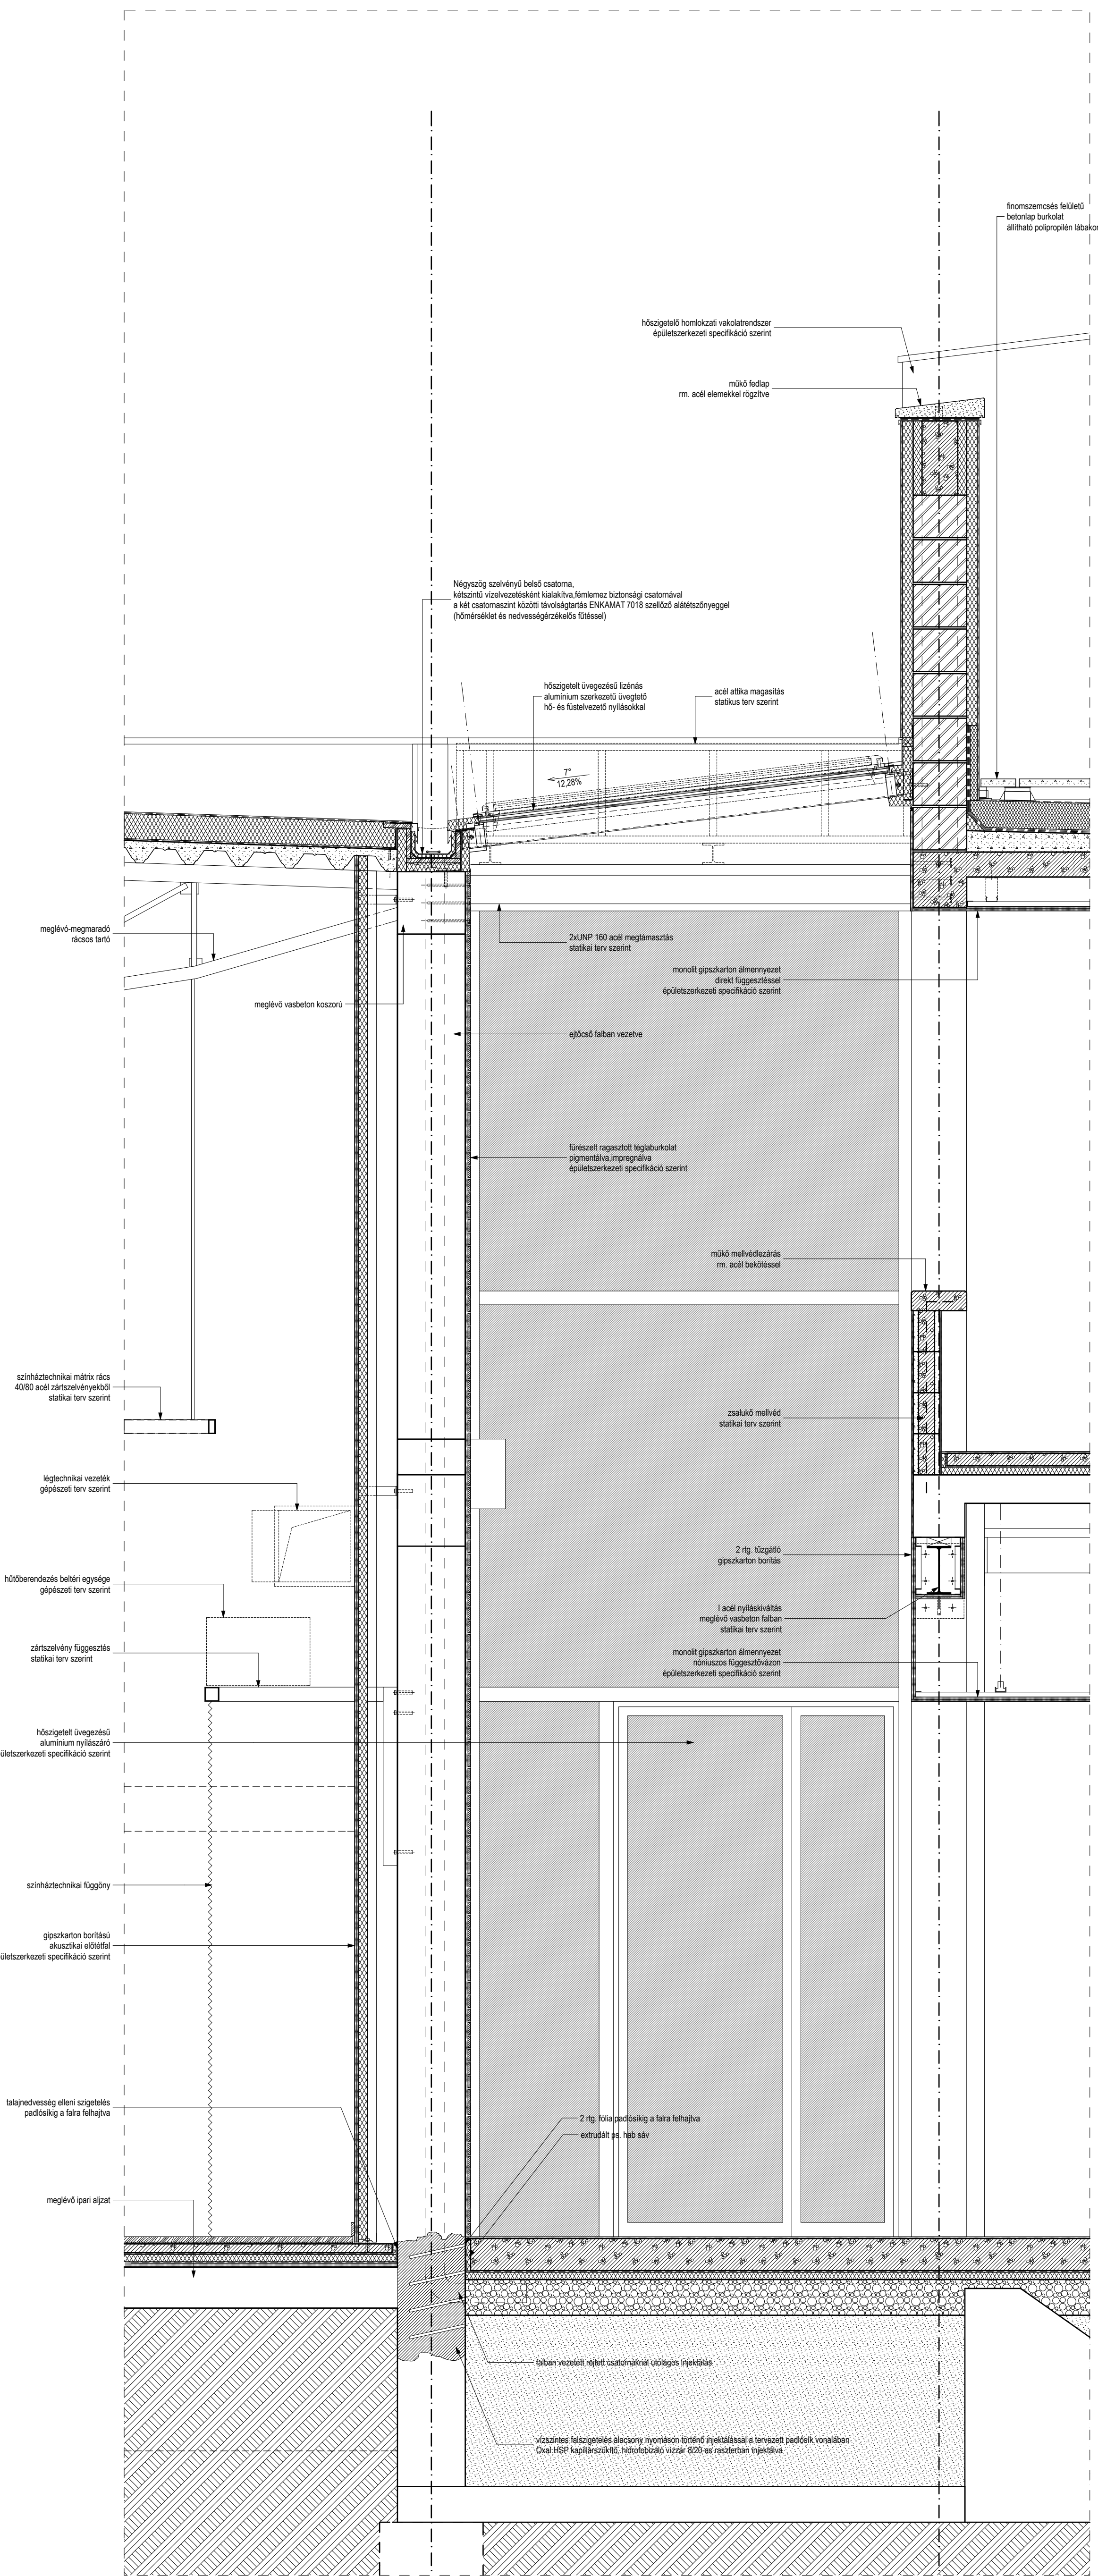 finomszemcsés felületű
betonlap burkolat
állítható polipropilén
hőszigetelő homlokzati vakolatrendszer
épületszerkezeti specifikáció szerint
műkő fedlap
rm. acél elemekkel rögzítve
Négyszög szelvényű belső csatorna,
kétszintű vízelvezetésként kialakítva,fémlemez biztonsági csatornával
a két csatornaszint közötti távolságtartás ENKAMAT 7018 szellőző alátétszőnyeggel
(hőmérséklet és nedvességérzékelős fűtéssel)
hőszigetelt üvegezésű lizénás
alumínium szerkezetű üvegtető
hő- és füstelvezető nyílásokkal
acél attika magasítás
statikus terv szerint
7°
12,28%
meglévő-megmaradó
rácsos tartó
2xUNP 160 acél megtámasztás
statikai terv szerint
monolit gipszkarton álmennyezet
direkt függesztéssel
épületszerkezeti specifikáció szerint
meglévő vasbeton koszorú
ejtőcső falban vezetve
fűrészelt ragasztott téglaburkolat
pigmentálva,impregnálva
épületszerkezeti specifikáció szerint
műkő mellvédlezárás
rm. acél bekötéssel
színháztechnikai mátrix rács
40/80 acél zártszelvényekből
statikai terv szerint
zsalukő mellvéd
statikai terv szerint
légtechnikai vezeték
gépészeti terv szerint
2 rtg. tűzgátló
gipszkarton borítás
hűtőberendezés beltéri egysége
gépészeti terv szerint
I acél nyíláskiváltás
meglévő vasbeton falban
statikai terv szerint
zártszelvény függesztés
statikai terv szerint
monolit gipszkarton álmennyezet
nóniuszos függesztővázon
épületszerkezeti specifikáció szerint
hőszigetelt üvegezésű
alumínium nyílászáró
ületszerkezeti specifikáció szerint
színháztechnikai függöny
gipszkarton borítású
akusztikai előtétfal
ületszerkezeti specifikáció szerint
talajnedvesség elleni szigetelés
padlósíkig a falra felhajtva
2 rtg. fólia padlósíkig a falra felhajtva
extrudált ps. hab sáv
meglévő ipari aljzat
falban vezetett rejtett csatornáknál utólagos injektálás
vízszintes falszigetelés alacsony nyomáson történő injektálással a tervezett padlósík vonalában
Oxal HSP kapillárszűkítő, hidrofobizáló vízzár 8/20-as raszterban injektálva